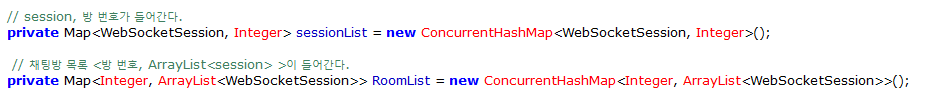 // session, 방 번호가 들어간다.
private Map<WebSocketSession, Integer> sessionList = new ConcurrentHashMap<WebSocketSession, Integer>();
// 채팅방 목록 <방 번호, ArrayList<session> >이 들어간다.
private Map<Integer, ArrayList<WebSocketSession>> RoomList = new ConcurrentHashMap<Integer, ArrayList<WebSocketSession>>();